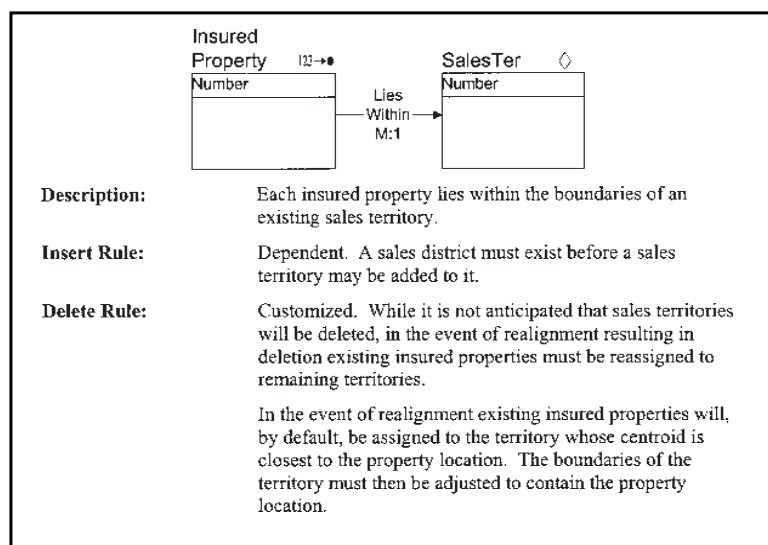 Insured
Property 123→●
SalesTer ◇
Number
Number
Lies
Within
M:1
Description: Each insured property lies within the boundaries of an
existing sales territory.
Insert Rule: Dependent. A sales district must exist before a sales
territory may be added to it.
Delete Rule: Customized. While it is not anticipated that sales territories
will be deleted, in the event of realignment resulting in
deletion existing insured properties must be reassigned to
remaining territories.
In the event of realignment existing insured properties will,
by default, be assigned to the territory whose centroid is
closest to the property location. The boundaries of the
territory must then be adjusted to contain the property
location.